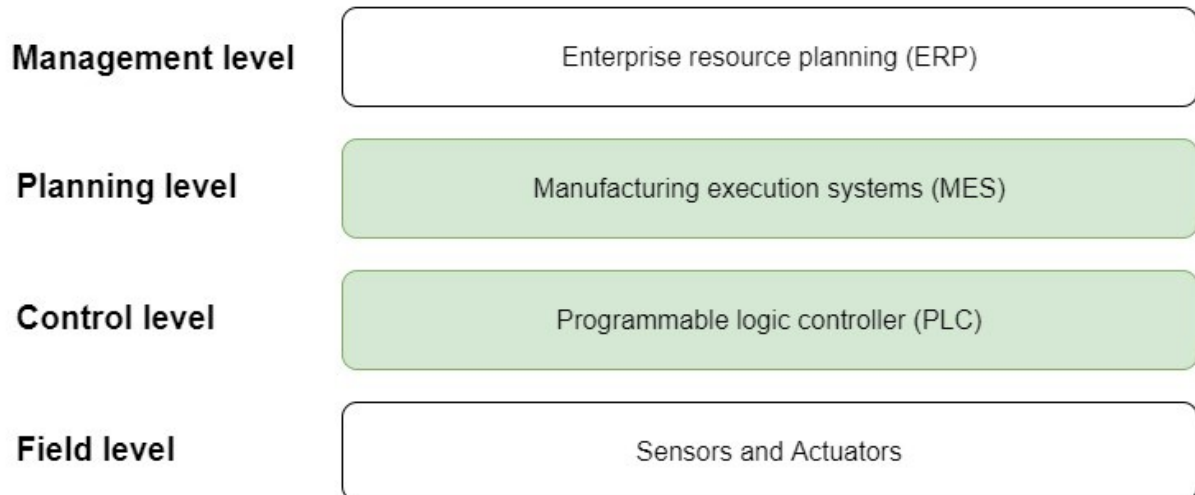 Management level
Enterprise resource planning (ERP)
Planning level
Manufacturing execution systems (MES)
Control level
Programmable logic controller (PLC)
Field level
Sensors and Actuators